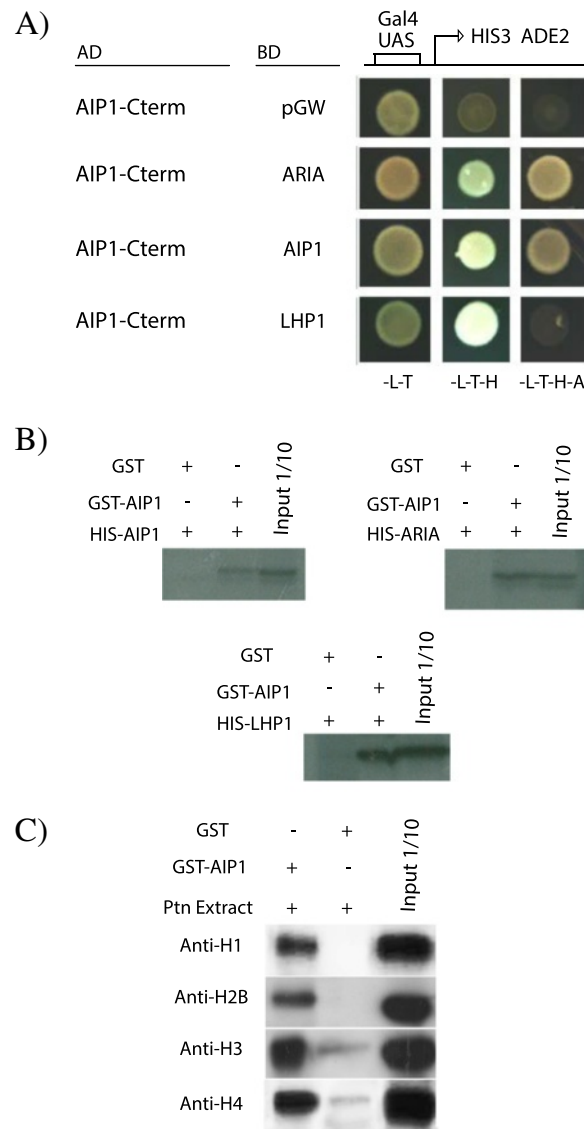 A)
Gal4
UAS
HIS3 ADE2
AD BD
AIP1-Cterm pGW
AIP1-Cterm ARIA
AIP1-Cterm AIP1
AIP1-Cterm LHP1
-L-T -L-T-H -L-T-H-A
B)
GST + - Input 1/10
GST-AIP1 - +
HIS-AIP1 + +
GST + - Input 1/10
GST-AIP1 - +
HIS-ARIA + +
GST + - Input 1/10
GST-AIP1 - +
HIS-LHP1 + +
C)
GST - + Input 1/10
GST-AIP1 + -
Ptn Extract + +
Anti-H1
Anti-H2B
Anti-H3
Anti-H4